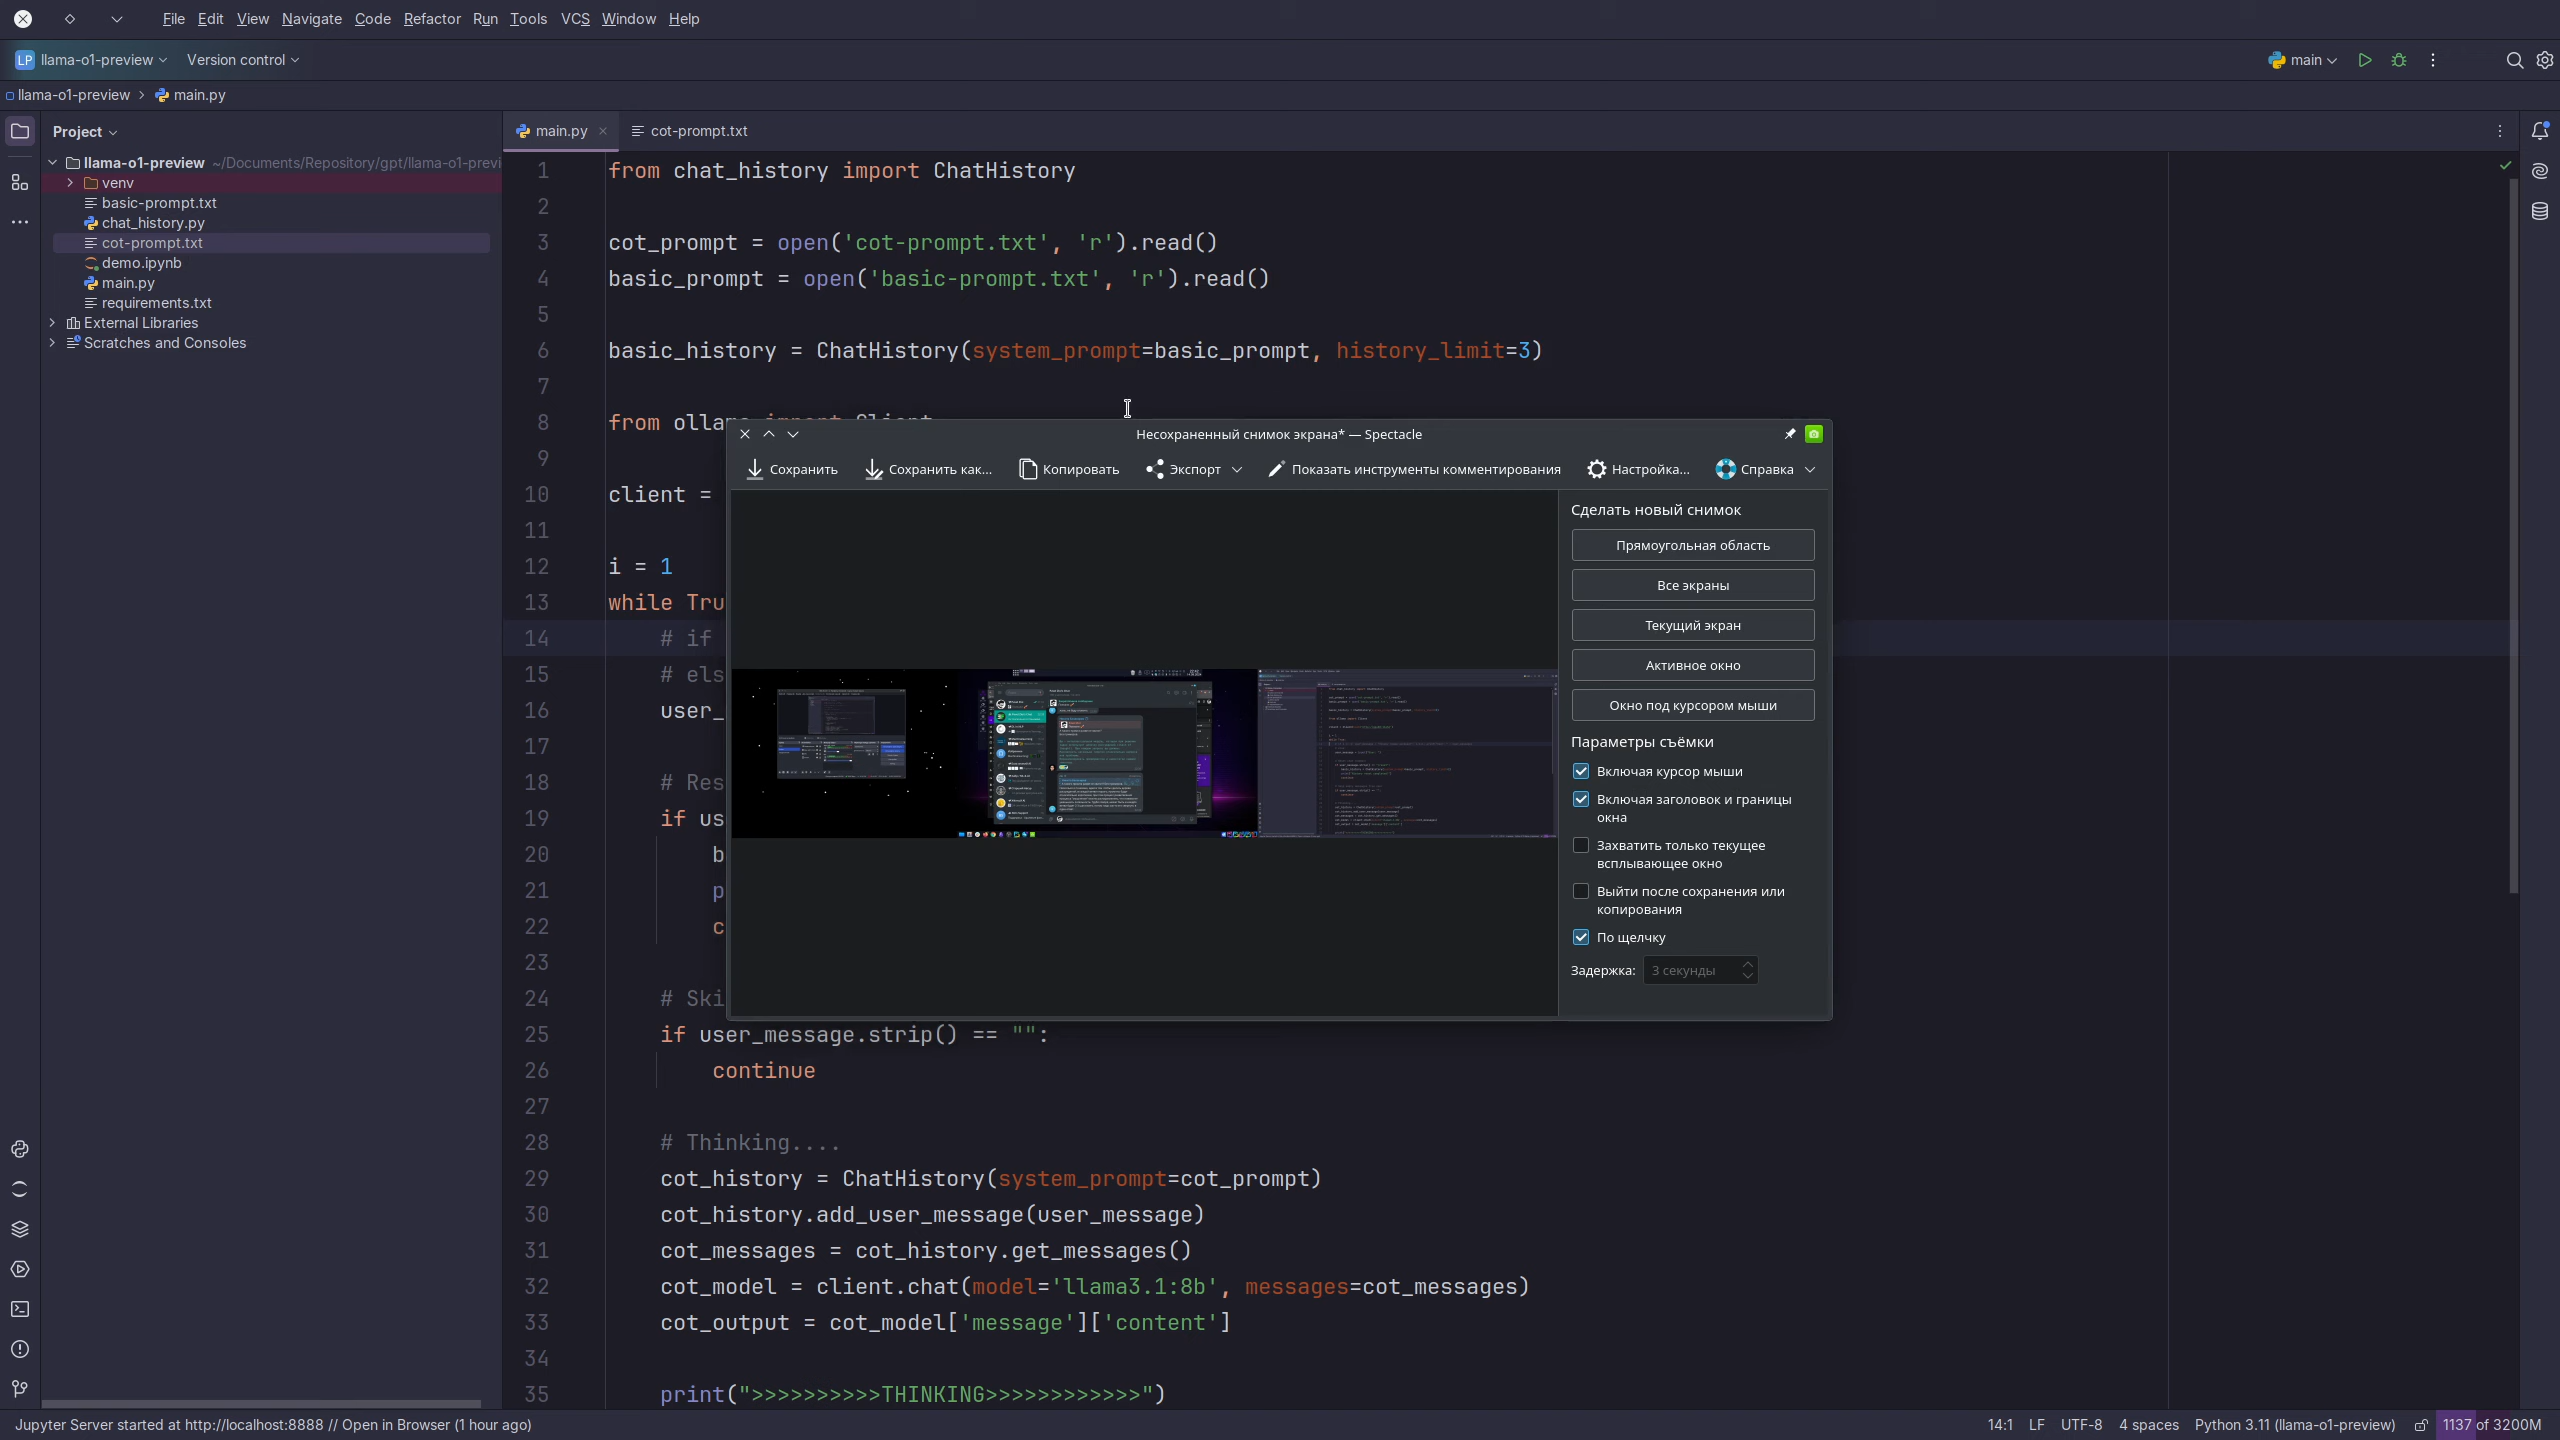 File Edit View Navigate Code Refactor Run Tools VCS Window Help
LP llama-o1-preview Version control main
llama-o1-preview > main.py
Project
llama-o1-preview ~/Documents/Repository/gpt/llama-o1-previ
venv
basic-prompt.txt
chat_history.py
cot-prompt.txt
demo.ipynb
main.py
requirements.txt
External Libraries
Scratches and Consoles
main.py cot-prompt.txt
1 from chat_history import ChatHistory
2
3 cot_prompt = open('cot-prompt.txt', 'r').read()
4 basic_prompt = open('basic-prompt.txt', 'r').read()
5
6 basic_history = ChatHistory(system_prompt=basic_prompt, history_limit=3)
7
8 from ollama import Client
9
10 client =
11
12 i = 1
13 while Tru
14 # if
15 # els
16 user_
17
18 # Res
19 if us
20 b
21 p
22 c
23
24 # Ski
25 if user_message.strip() == "":
26 continue
27
28 # Thinking....
29 cot_history = ChatHistory(system_prompt=cot_prompt)
30 cot_history.add_user_message(user_message)
31 cot_messages = cot_history.get_messages()
32 cot_model = client.chat(model='llama3.1:8b', messages=cot_messages)
33 cot_output = cot_model['message']['content']
34
35 print(">>>>>>>>>>THINKING>>>>>>>>>>>>")
Несохраненный снимок экрана* — Spectacle
Сохранить Сохранить как... Копировать Экспорт Показать инструменты комментирования Настройка... Справка
Сделать новый снимок
Прямоугольная область
Все экраны
Текущий экран
Активное окно
Окно под курсором мыши
Параметры съёмки
Включая курсор мыши
Включая заголовок и границы
окна
Захватить только текущее
всплывающее окно
Выйти после сохранения или
копирования
По щелчку
Задержка: 3 секунды
Jupyter Server started at http://localhost:8888 // Open in Browser (1 hour ago) 14:1 LF UTF-8 4 spaces Python 3.11 (llama-o1-preview) 1137 of 3200M